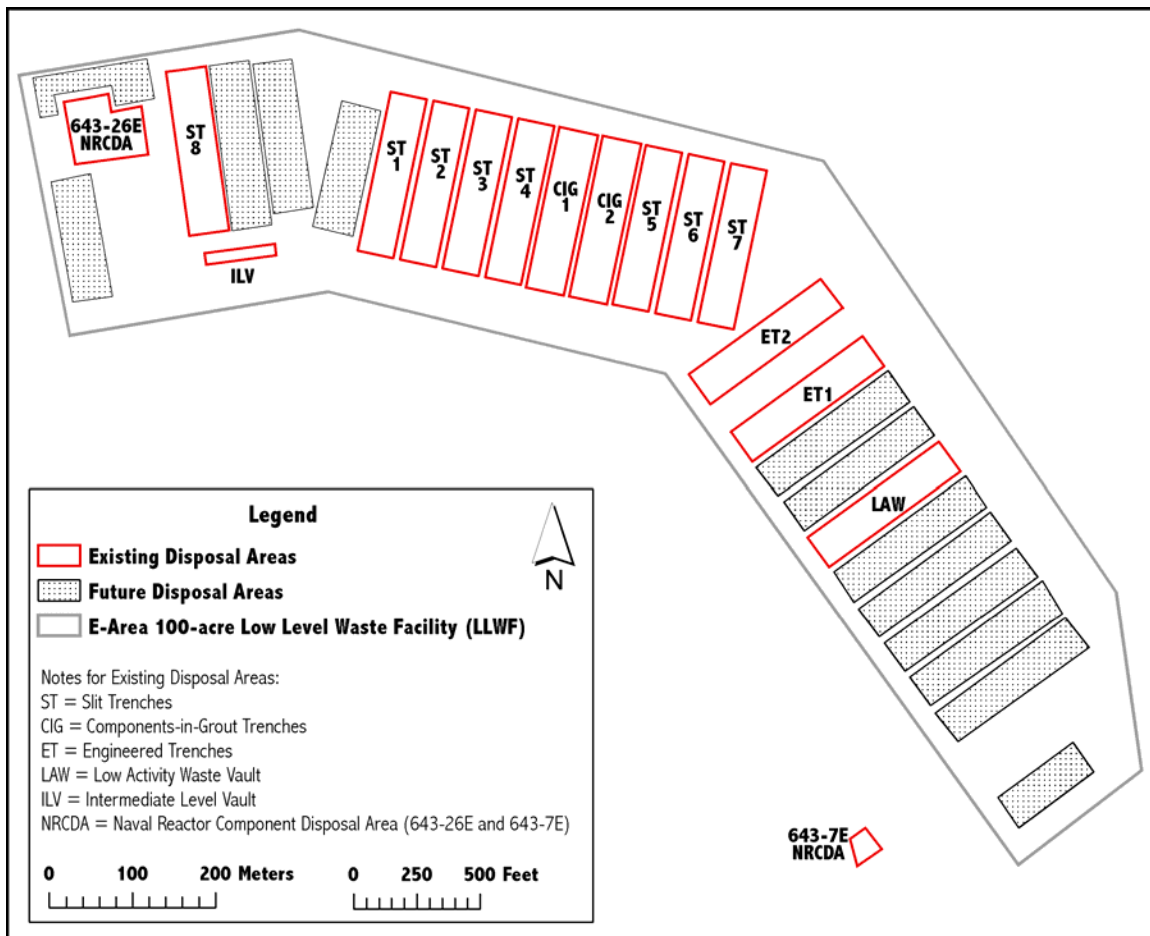 643-26E
NRCDA
ST
8
ILV
ST
1
ST
2
ST
3
ST
4
CIG
1
CIG
2
ST
5
ST
6
ST
7
ET2
ET1
LAW
643-7E
NRCDA
Legend
Existing Disposal Areas
Future Disposal Areas
E-Area 100-acre Low Level Waste Facility (LLWF)
N
Notes for Existing Disposal Areas:
ST = Slit Trenches
CIG = Components-in-Grout Trenches
ET = Engineered Trenches
LAW = Low Activity Waste Vault
ILV = Intermediate Level Vault
NRCDA = Naval Reactor Component Disposal Area (643-26E and 643-7E)
0 100 200 Meters
0 250 500 Feet